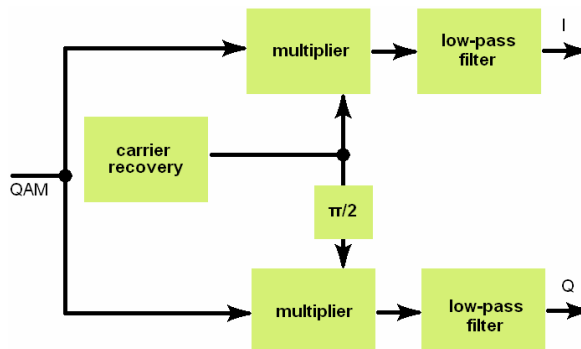 I
multiplier
low-pass
filter
carrier
recovery
QAM
π/2
Q
multiplier
low-pass
filter